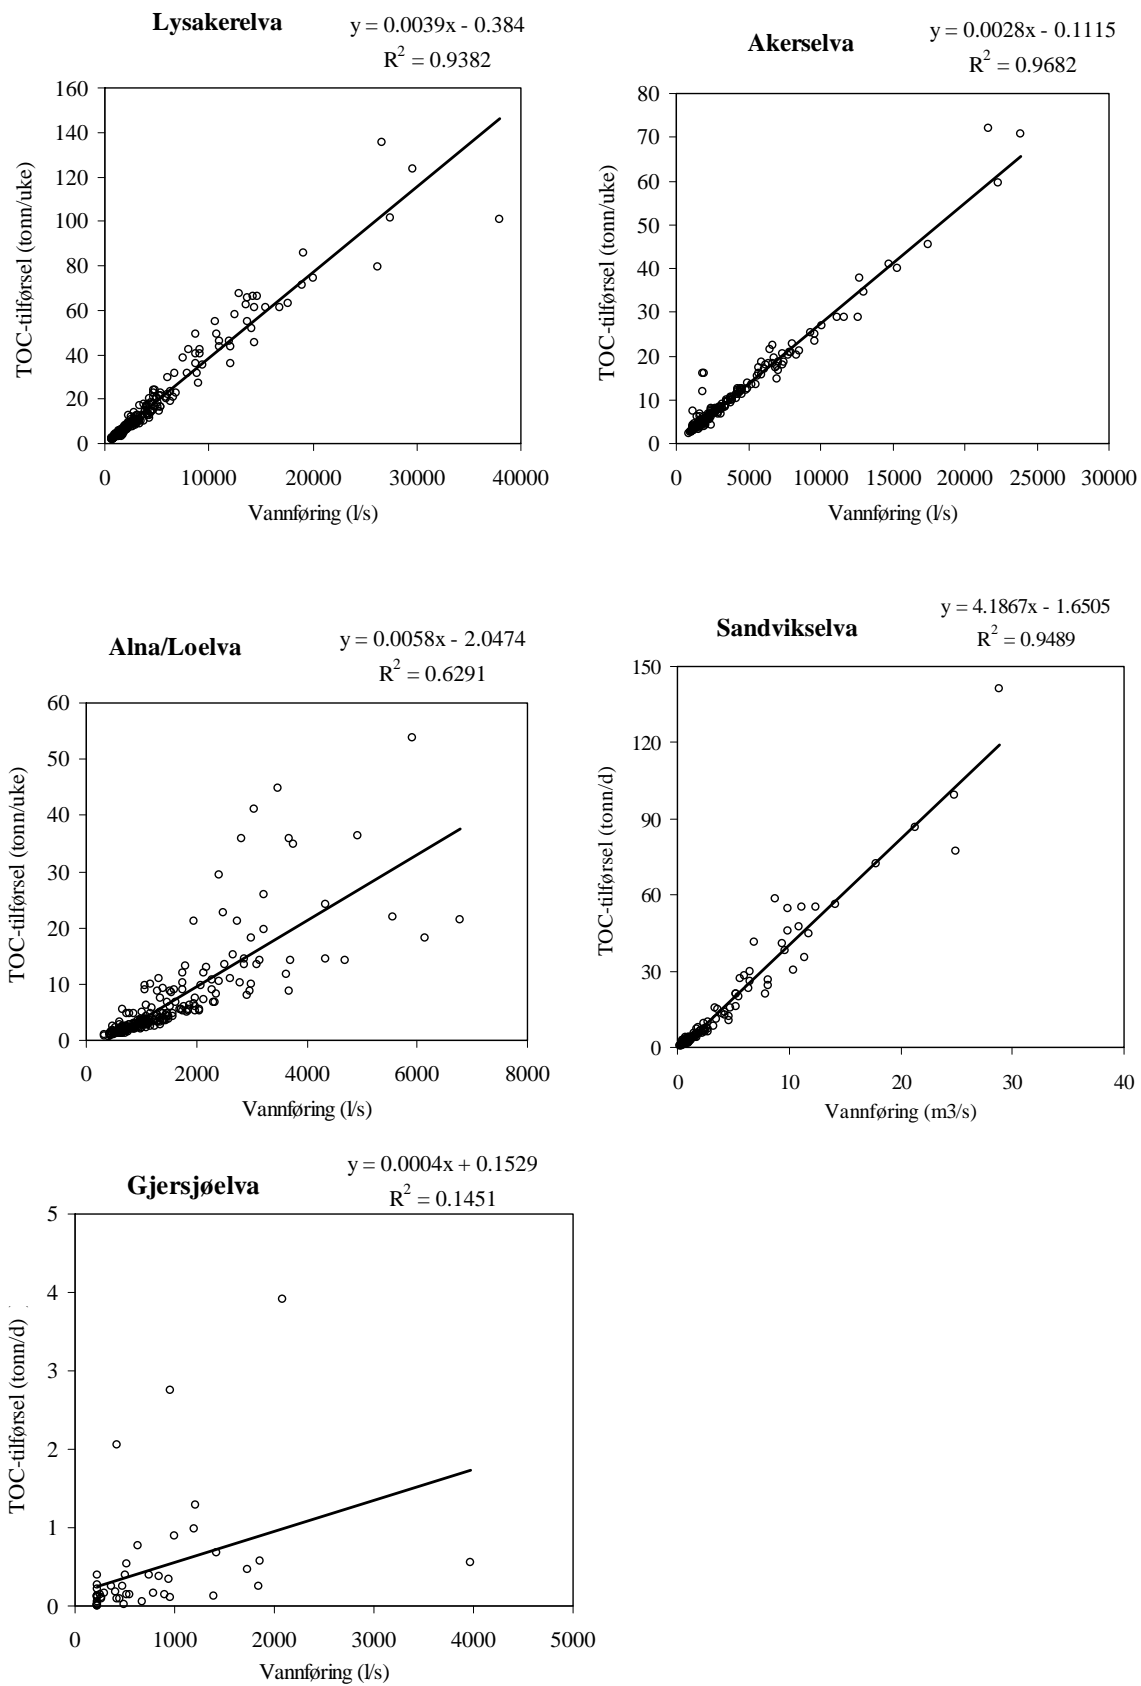 Lysakerelva
y = 0.0039x - 0.384
R² = 0.9382
TOC-tilførsel (tonn/uke)
160
140
120
100
80
60
40
20
0
0 10000 20000 30000 40000
Vannføring (l/s)
Akerselva
y = 0.0028x - 0.1115
R² = 0.9682
TOC-tilførsel (tonn/uke)
80
70
60
50
40
30
20
10
0
0 5000 10000 15000 20000 25000 30000
Vannføring (l/s)
Alna/Loelva
y = 0.0058x - 2.0474
R² = 0.6291
TOC-tilførsel (tonn/uke)
60
50
40
30
20
10
0
0 2000 4000 6000 8000
Vannføring (l/s)
Sandvikselva
y = 4.1867x - 1.6505
R² = 0.9489
TOC-tilførsel (tonn/d)
150
120
90
60
30
0
0 10 20 30 40
Vannføring (m3/s)
Gjersjøelva
y = 0.0004x + 0.1529
R² = 0.1451
TOC-tilførsel (tonn/d)
5
4
3
2
1
0
0 1000 2000 3000 4000 5000
Vannføring (l/s)